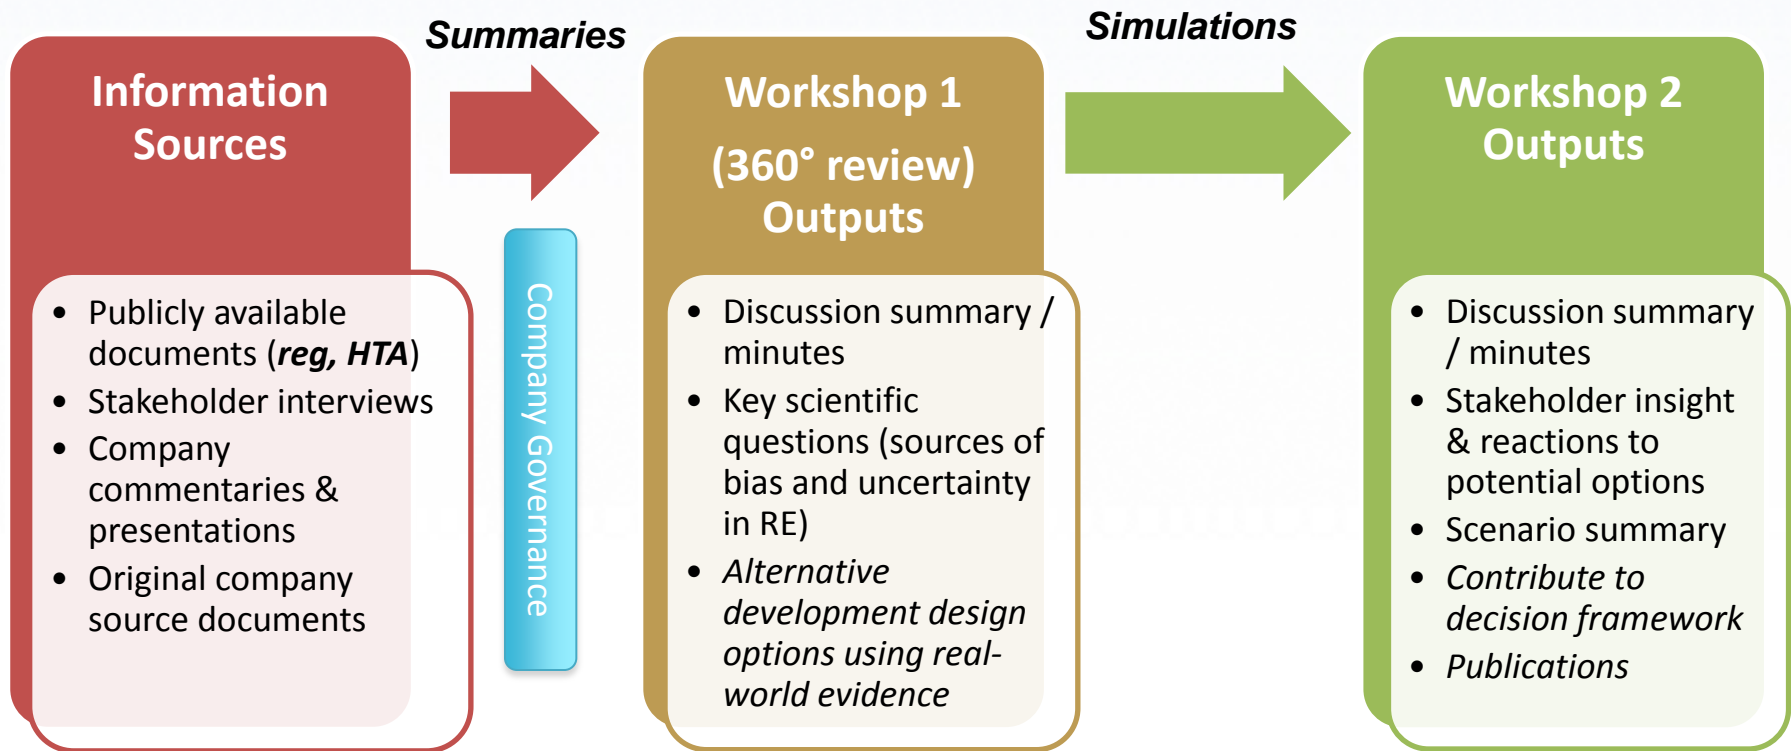 Summaries
Simulations
Information
Sources
• Publicly available
documents (reg, HTA)
• Stakeholder interviews
• Company
commentaries &
presentations
• Original company
source documents
Company Governance
Workshop 1
(360° review)
Outputs
• Discussion summary /
minutes
• Key scientific
questions (sources of
bias and uncertainty
in RE)
• Alternative
development design
options using real-
world evidence
Workshop 2
Outputs
• Discussion summary
/ minutes
• Stakeholder insight
& reactions to
potential options
• Scenario summary
• Contribute to
decision framework
• Publications